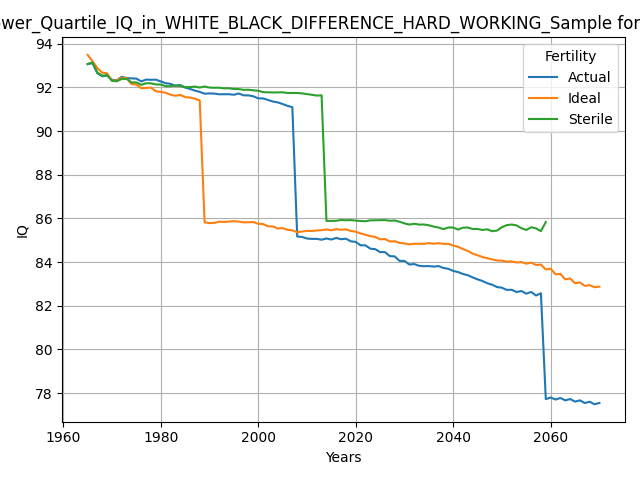 ower_Quartile_IQ_in_WHITE_BLACK_DIFFERENCE_HARD_WORKING_Sample for
Fertility
Actual
Ideal
Sterile
94
92
90
88
86
84
82
80
78
IQ
1960
1980
2000
2020
2040
2060
Years